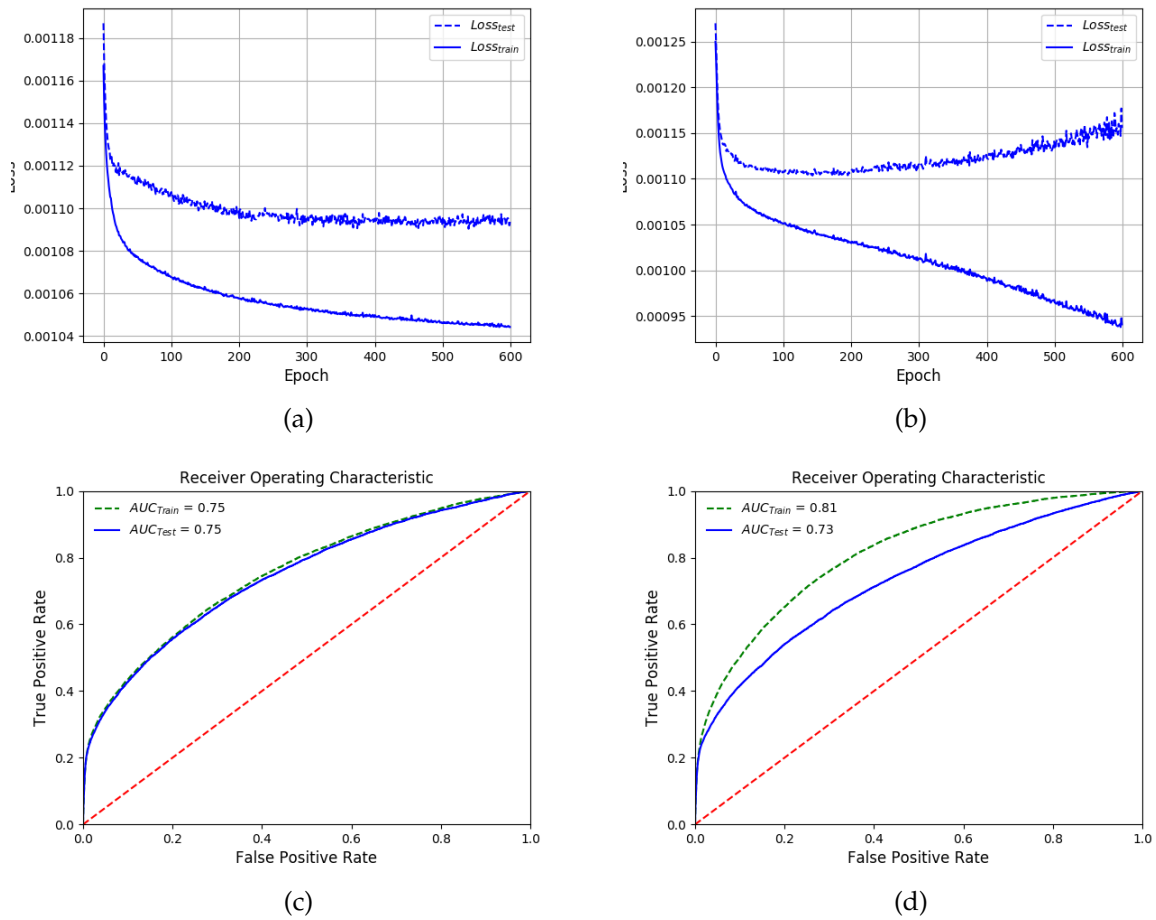 Loss_test
Loss_train
0.00118
0.00116
0.00114
0.00112
0.00110
0.00108
0.00106
0.00104
Loss
0 100 200 300 400 500 600
Epoch
(a)
Loss_test
Loss_train
0.00125
0.00120
0.00115
0.00110
0.00105
0.00100
0.00095
Loss
0 100 200 300 400 500 600
Epoch
(b)
Receiver Operating Characteristic
AUC_Train = 0.75
AUC_Test = 0.75
1.0
0.8
0.6
0.4
0.2
0.0
True Positive Rate
0.0 0.2 0.4 0.6 0.8 1.0
False Positive Rate
(c)
Receiver Operating Characteristic
AUC_Train = 0.81
AUC_Test = 0.73
1.0
0.8
0.6
0.4
0.2
0.0
True Positive Rate
0.0 0.2 0.4 0.6 0.8 1.0
False Positive Rate
(d)